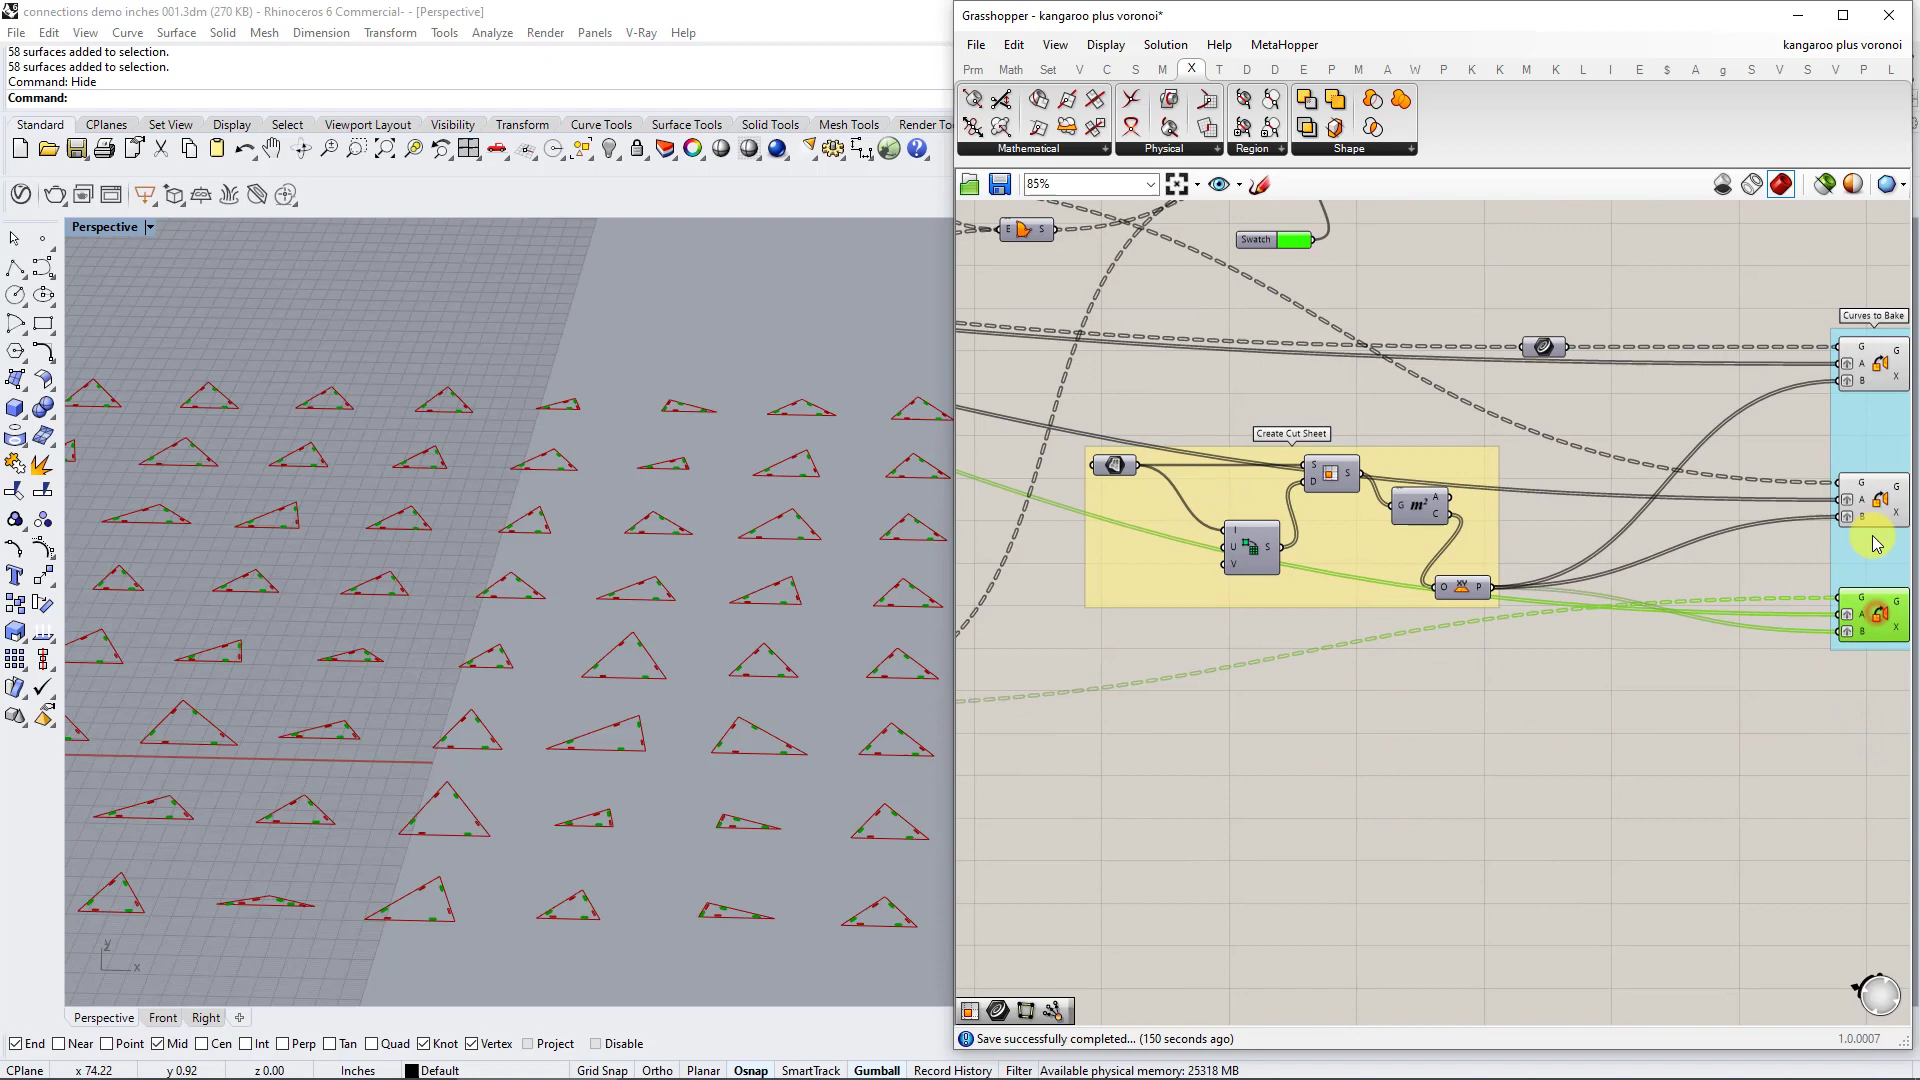 connections demo inches 001.3dm (270 KB) - Rhinoceros 6 Commercial- - [Perspective]
File Edit View Curve Surface Solid Mesh Dimension Transform Tools Analyze Render Panels V-Ray Help
58 surfaces added to selection.
58 surfaces added to selection.
Command: Hide
Command:
Standard CPlanes Set View Display Select Viewport Layout Visibility Transform Curve Tools Surface Tools Solid Tools Mesh Tools Render To
Perspective
y
x
Perspective Front Right
End Near Point Mid Cen Int Perp Tan Quad Knot Vertex Project Disable
CPlane x 74.22 y 0.92 z 0.00 Inches Default Grid Snap Ortho Planar Osnap SmartTrack Gumball Record History Filter Available physical memory: 25318 MB
Grasshopper - kangaroo plus voronoi*
File Edit View Display Solution Help MetaHopper kangaroo plus voronoi
Prm Math Set V C S M X T D D E P M A W P K K M K L I E $ A g S V S V P L
Mathematical Physical Region Shape
85%
E S
Swatch
Curves to Bake
G A B G X
Create Cut Sheet
S D S
G m² A C
I U V S
O XY P
G A B G X
G A B G X
Save successfully completed... (150 seconds ago)
1.0.0007